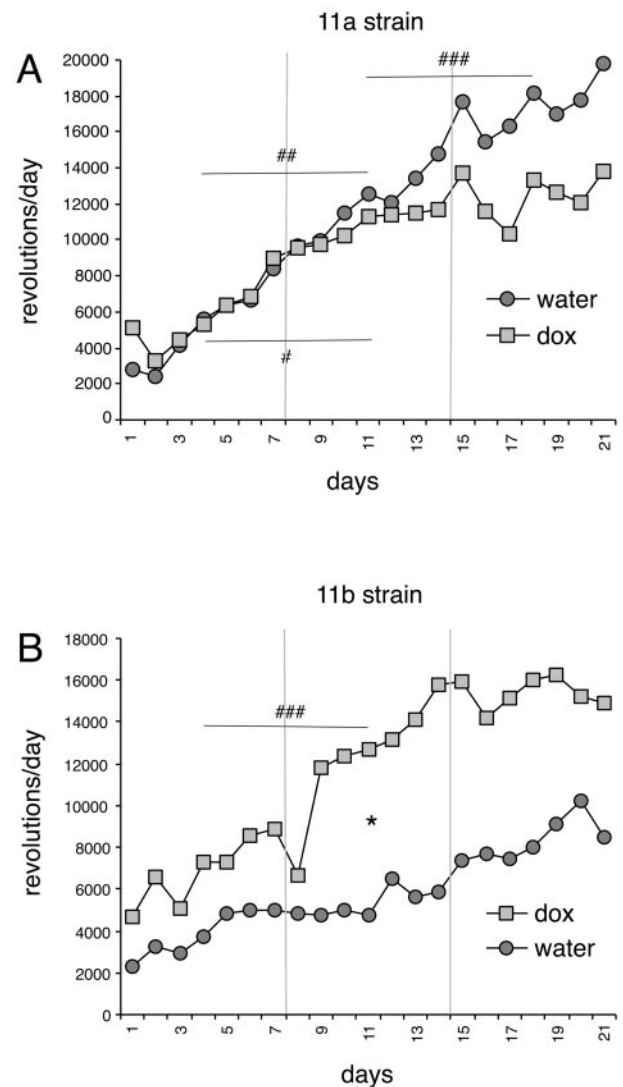 11a strain
A
revolutions/day
20000
18000
16000
14000
12000
10000
8000
6000
4000
2000
0
###
##
#
water
dox
1 3 5 7 9 11 13 15 17 19 21
days
11b strain
B
revolutions/day
18000
16000
14000
12000
10000
8000
6000
4000
2000
0
###
*
dox
water
1 3 5 7 9 11 13 15 17 19 21
days